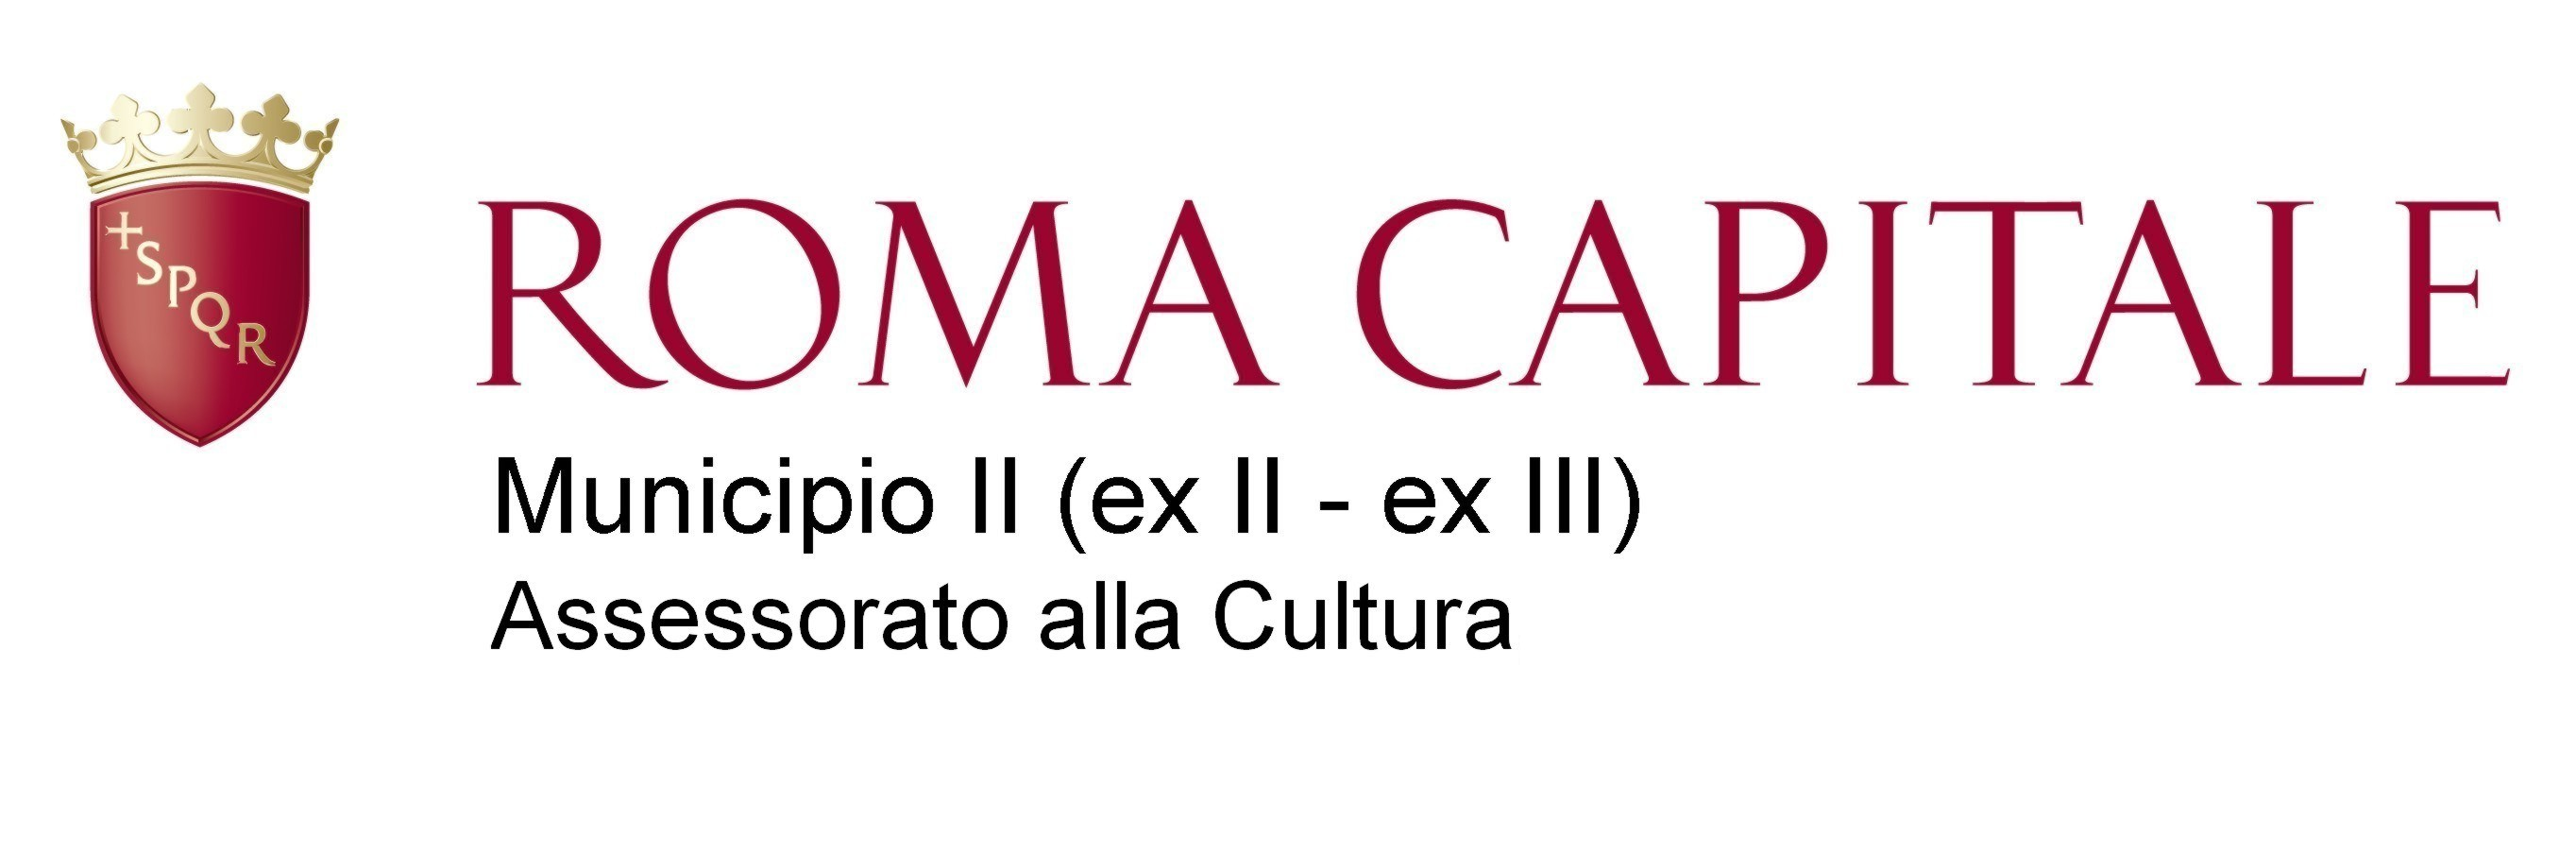 +SPQR
ROMA CAPITALE
Municipio II (ex II - ex III)
Assessorato alla Cultura